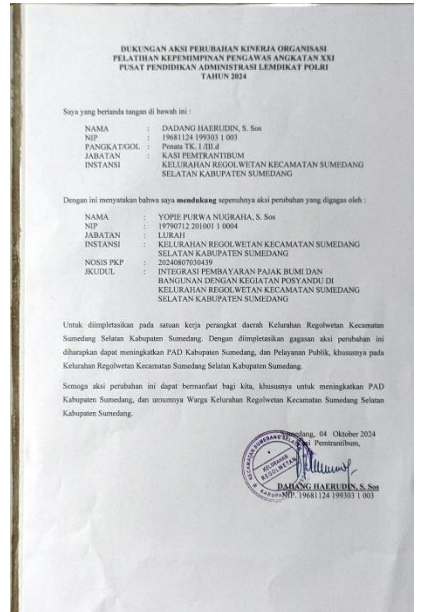 DUKUNGAN AKSI PERUBAHAN KINERJA ORGANISASI
PELATIHAN KEPEMIMPINAN PENGAWAS ANGKATAN XXI
PUSAT PENDIDIKAN ADMINISTRASI LEMDIKAT POLRI
TAHUN 2024
Saya yang bertanda tangan di bawah ini :
NAMA : DADANG HAERUDIN, S. Sos
NIP : 19681124 199303 1 003
PANGKAT/GOL : Penata TK. I /III.d
JABATAN : KASI PEMTRANTIBUM
INSTANSI KELURAHAN REGOLWETAN KECAMATAN SUMEDANG
SELATAN KABUPATEN SUMEDANG
Dengan ini menyatakan bahwa saya mendukung sepenuhnya aksi perubahan yang digagas oleh :
NAMA : YOPIE PURWA NUGRAHA, S. Sos
NIP : 19790712 201001 1 0004
JABATAN : LURAH
INSTANSI : KELURAHAN REGOLWETAN KECAMATAN SUMEDANG
SELATAN KABUPATEN SUMEDANG
NOSIS PKP : 20240807030439
JKUDUL : INTEGRASI PEMBAYARAN PAJAK BUMI DAN
BANGUNAN DENGAN KEGIATAN POSYANDU DI
KELURAHAN REGOLWETAN KECAMATAN SUMEDANG
SELATAN KABUPATEN SUMEDANG
Untuk diimpletasikan pada satuan kerja perangkat daerah Kelurahan Regolwetan Kecamatan
Sumedang Selatan Kabupaten Sumedang. Dengan diimpletasikan gagasan aksi perubahan ini
diharapkan dapat meningkatkan PAD Kabupaten Sumedang, dan Pelayanan Publik, khususnya pada
Kelurahan Regolwetan Kecamatan Sumedang Selatan Kabupaten Sumedang.
Semoga aksi perubahan ini dapat bermanfaat bagi kita, khususnya untuk meningkatkan PAD
Kabupaten Sumedang, dan umumnya Warga Kelurahan Regolwetan Kecamatan Sumedang Selatan
Kabupaten Sumedang.
Sumedang, 04 Oktober 2024
Kasi Pemtrantibum,
KECAMATAN SUMEDANG SELATAN
KELURAHAN
REGOLWETAN
DADANG HAERUDIN, S. Sos
NIP. 19681124 199303 1 003